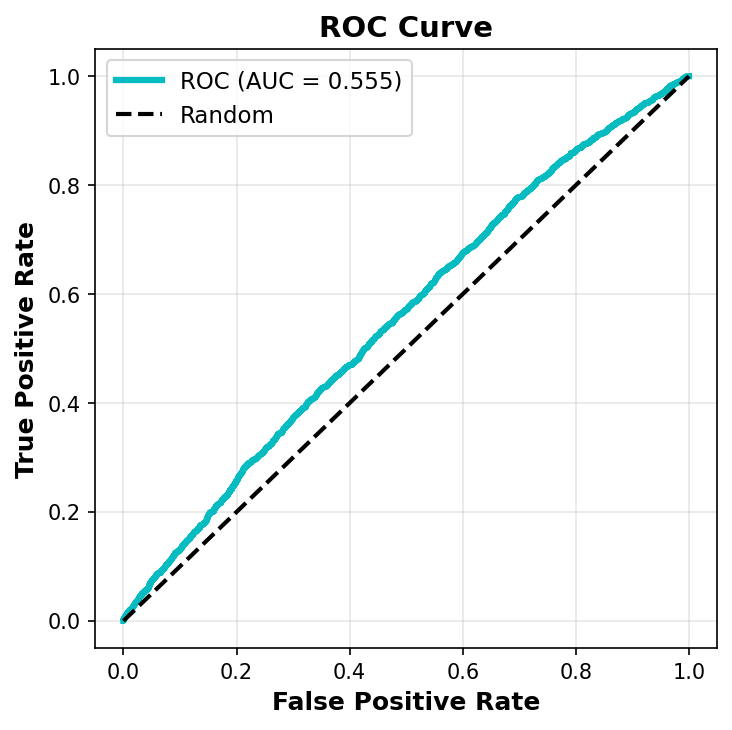 ROC Curve
ROC (AUC = 0.555)
Random
True Positive Rate
1.0
0.8
0.6
0.4
0.2
0.0
0.0 0.2 0.4 0.6 0.8 1.0
False Positive Rate